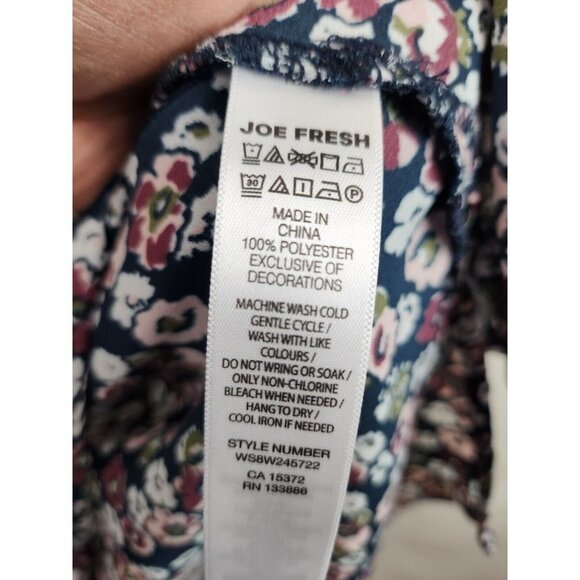 JOE FRESH
30
P
MADE IN
CHINA
100% POLYESTER
EXCLUSIVE OF
DECORATIONS
MACHINE WASH COLD
GENTLE CYCLE /
WASH WITH LIKE
COLOURS /
DO NOT WRING OR SOAK /
ONLY NON-CHLORINE
BLEACH WHEN NEEDED /
HANG TO DRY /
COOL IRON IF NEEDED
STYLE NUMBER
WS8W245722
CA 15372
RN 133886